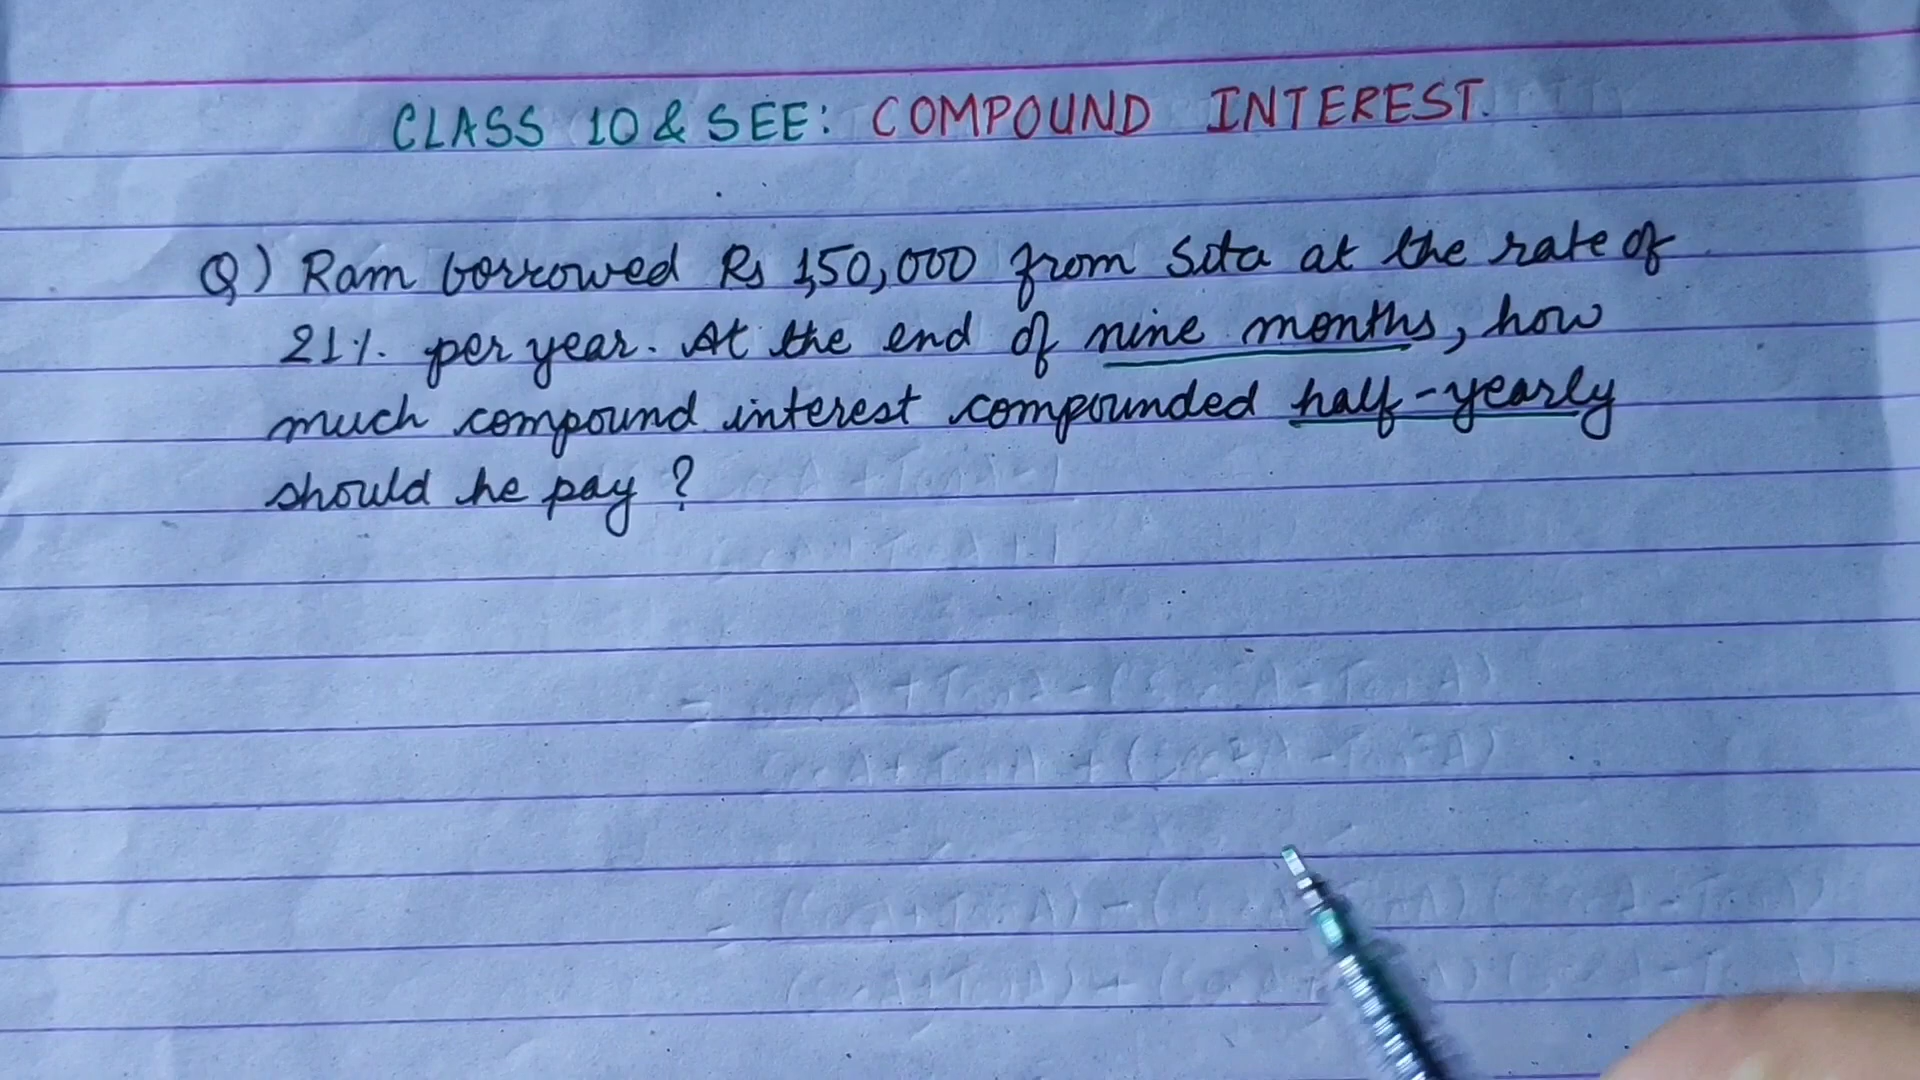 CLASS 10 & SEE: COMPOUND INTEREST.
Q) Ram borrowed Rs 1,50,000 from Sita at the rate of
21%. per year. At the end of nine months, how
much compound interest compounded half-yearly
should he pay ?